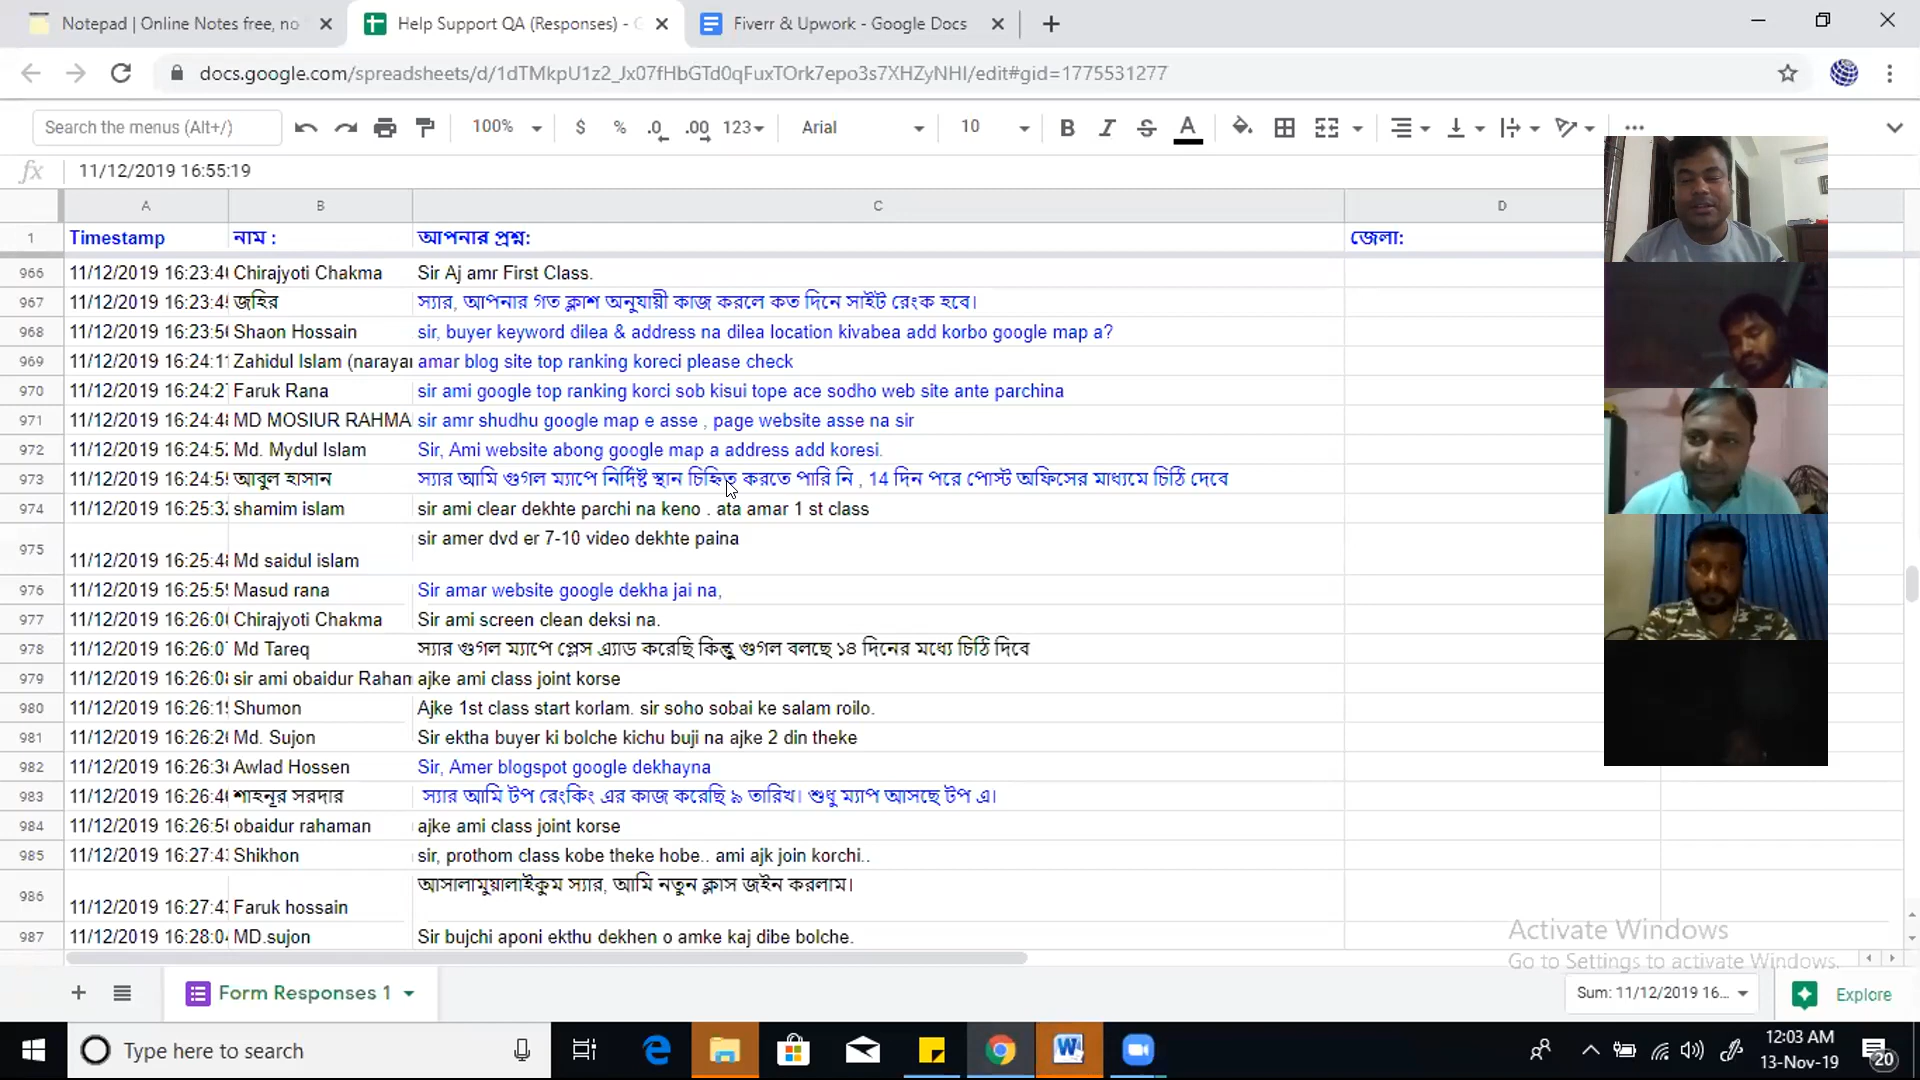 Notepad | Online Notes free, no
Help Support QA (Responses) - G
Fiverr & Upwork - Google Docs
docs.google.com/spreadsheets/d/1dTMkpU1z2_Jx07fHbGTd0qFuxTOrk7epo3s7XHZyNHI/edit#gid=1775531277
Search the menus (Alt+/) 100% $ % .0 .00 123 Arial 10 B I S A
fx 11/12/2019 16:55:19
A B C D
1 Timestamp নাম : আপনার প্রশ্ন: জেলা:
966 11/12/2019 16:23:4 Chirajyoti Chakma Sir Aj amr First Class.
967 11/12/2019 16:23:4 জহির স্যার, আপনার গত ক্লাশ অনুযায়ী কাজ করলে কত দিনে সাইট রেংক হবে।
968 11/12/2019 16:23:5 Shaon Hossain sir, buyer keyword dilea & address na dilea location kivabea add korbo google map a?
969 11/12/2019 16:24:1 Zahidul Islam (naraya amar blog site top ranking koreci please check
970 11/12/2019 16:24:2 Faruk Rana sir ami google top ranking korci sob kisui tope ace sodho web site ante parchina
971 11/12/2019 16:24:4 MD MOSIUR RAHMA sir amr shudhu google map e asse , page website asse na sir
972 11/12/2019 16:24:5 Md. Mydul Islam Sir, Ami website abong google map a address add koresi.
973 11/12/2019 16:24:5 আবুল হাসান স্যার আমি গুগল ম্যাপে নির্দিষ্ট স্থান চিহ্নিত করতে পারি নি , 14 দিন পরে পোস্ট অফিসের মাধ্যমে চিঠি দেবে
974 11/12/2019 16:25:3 shamim islam sir ami clear dekhte parchi na keno . ata amar 1 st class
975 11/12/2019 16:25:4 Md saidul islam sir amer dvd er 7-10 video dekhte paina
976 11/12/2019 16:25:5 Masud rana Sir amar website google dekha jai na,
977 11/12/2019 16:26:0 Chirajyoti Chakma Sir ami screen clean deksi na.
978 11/12/2019 16:26:0 Md Tareq স্যার গুগল ম্যাপে প্লেস এ্যাড করেছি কিন্তু গুগল বলছে ১৪ দিনের মধ্যে চিঠি দিবে
979 11/12/2019 16:26:0 sir ami obaidur Raha ajke ami class joint korse
980 11/12/2019 16:26:1 Shumon Ajke 1st class start korlam. sir soho sobai ke salam roilo.
981 11/12/2019 16:26:2 Md. Sujon Sir ektha buyer ki bolche kichu buji na ajke 2 din theke
982 11/12/2019 16:26:3 Awlad Hossen Sir, Amer blogspot google dekhayna
983 11/12/2019 16:26:4 শাহনূর সরদার স্যার আমি টপ রেংকিং এর কাজ করেছি ৯ তারিখ। শুধু ম্যাপ আসছে টপ এ।
984 11/12/2019 16:26:5 obaidur rahaman ajke ami class joint korse
985 11/12/2019 16:27:4 Shikhon sir, prothom class kobe theke hobe.. ami ajk join korchi..
986 11/12/2019 16:27:4 Faruk hossain আসালামুয়ালাইকুম স্যার, আমি নতুন ক্লাস জইন করলাম।
987 11/12/2019 16:28:0 MD.sujon Sir bujchi aponi ekthu dekhen o amke kaj dibe bolche.
Activate Windows
Go to Settings to activate Windows.
Form Responses 1 Sum: 11/12/2019 16... Explore
Type here to search
12:03 AM
13-Nov-19
20